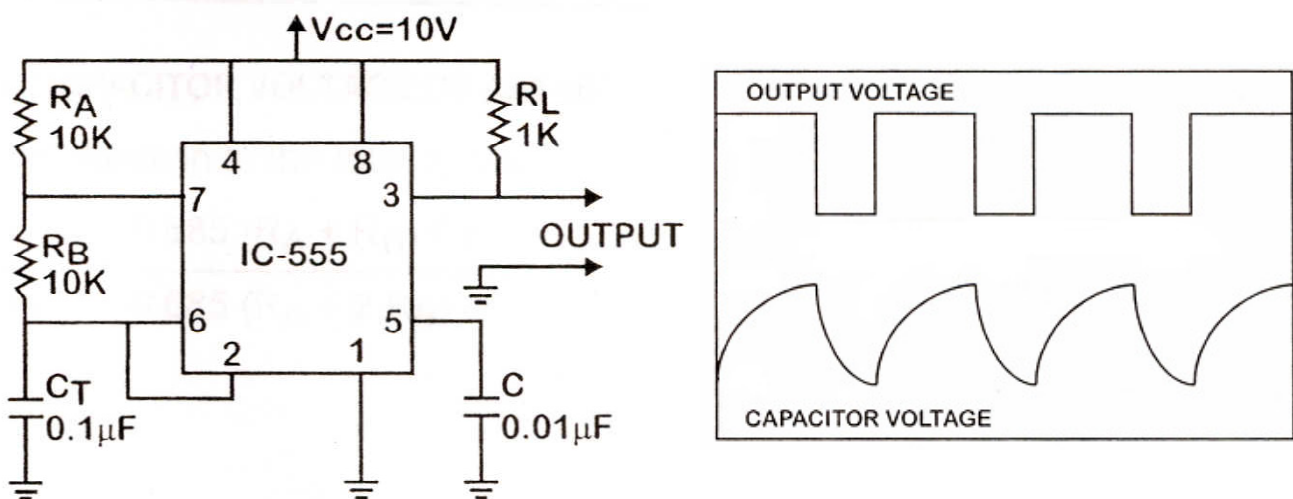 Vcc=10V
RA
10K
RL
1K
4
8
7
3
RB
10K
IC-555
OUTPUT
6
5
2
1
CT
0.1µF
C
0.01µF
OUTPUT VOLTAGE
CAPACITOR VOLTAGE